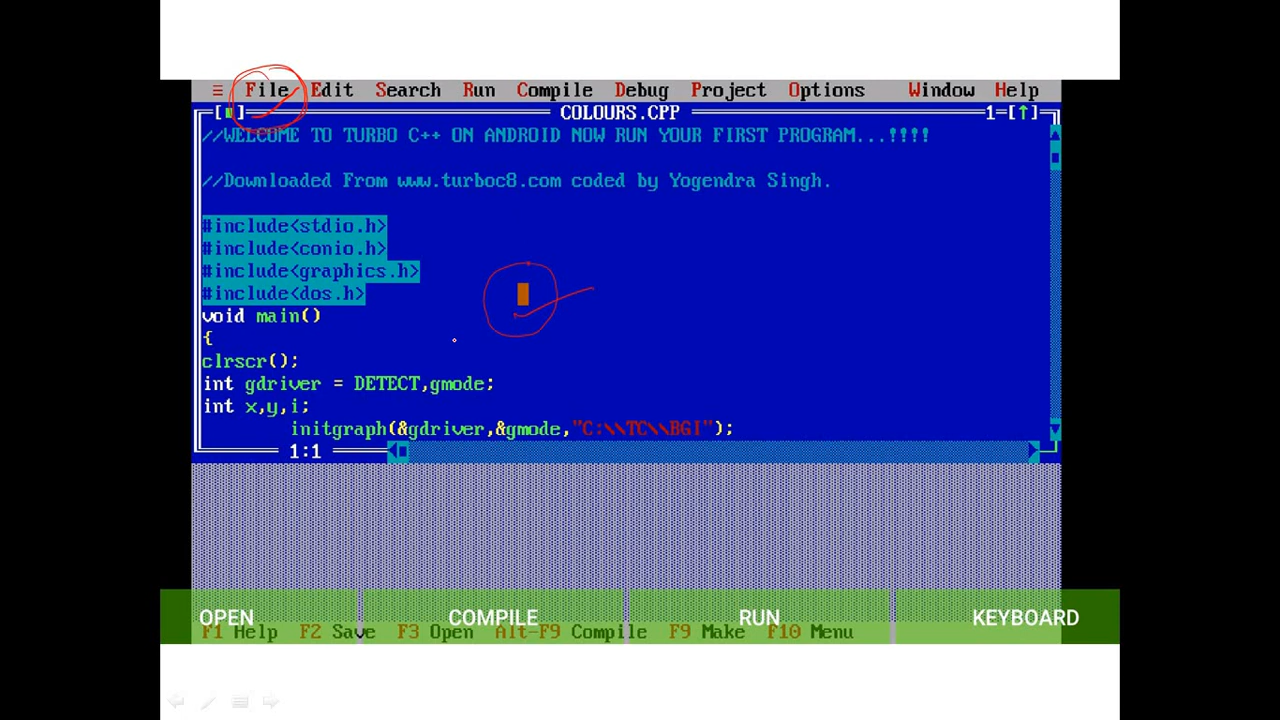 ≡ File Edit Search Run Compile Debug Project Options Window Help
[■] COLOURS.CPP 1=[↑]
//WELCOME TO TURBO C++ ON ANDROID NOW RUN YOUR FIRST PROGRAM...!!!!
//Downloaded From www.turboc8.com coded by Yogendra Singh.
#include<stdio.h>
#include<conio.h>
#include<graphics.h>
#include<dos.h>
void main()
{
clrscr();
int gdriver = DETECT,gmode;
int x,y,i;
initgraph(&gdriver,&gmode,"C:\\TC\\BGI");
1:1
OPEN COMPILE RUN KEYBOARD
F1 Help F2 Save F3 Open Alt-F9 Compile F9 Make F10 Menu